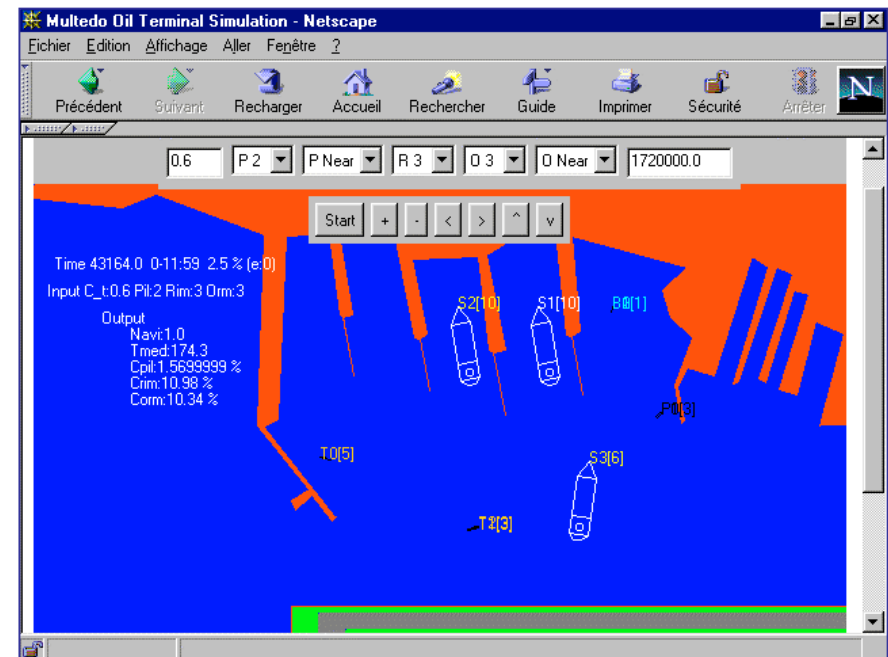 Multedo Oil Terminal Simulation - Netscape
Fichier Edition Affichage Aller Fenêtre ?
Précédent Suivant Recharger Accueil Rechercher Guide Imprimer Sécurité Arrêter N
0.6 P 2 P Near R 3 O 3 O Near 1720000.0
Start + - < > ^ v
Time 43164.0 0-11:59 2.5 % (e:0)
Input C_t:0.6 Pil:2 Rim:3 Orm:3
Output
Navi:1.0
Tmed:174.3
Cpil:1.5699999 %
Crim:10.98 %
Corm:10.34 %
S2[10] S1[10] [1]
[3]
T0[5] S3[6]
[3]